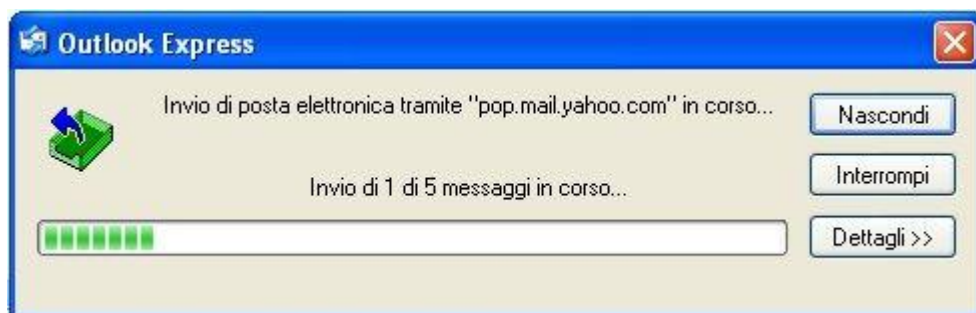 Outlook Express
Invio di posta elettronica tramite "pop.mail.yahoo.com" in corso...
Nascondi
Invio di 1 di 5 messaggi in corso...
Interrompi
Dettagli >>